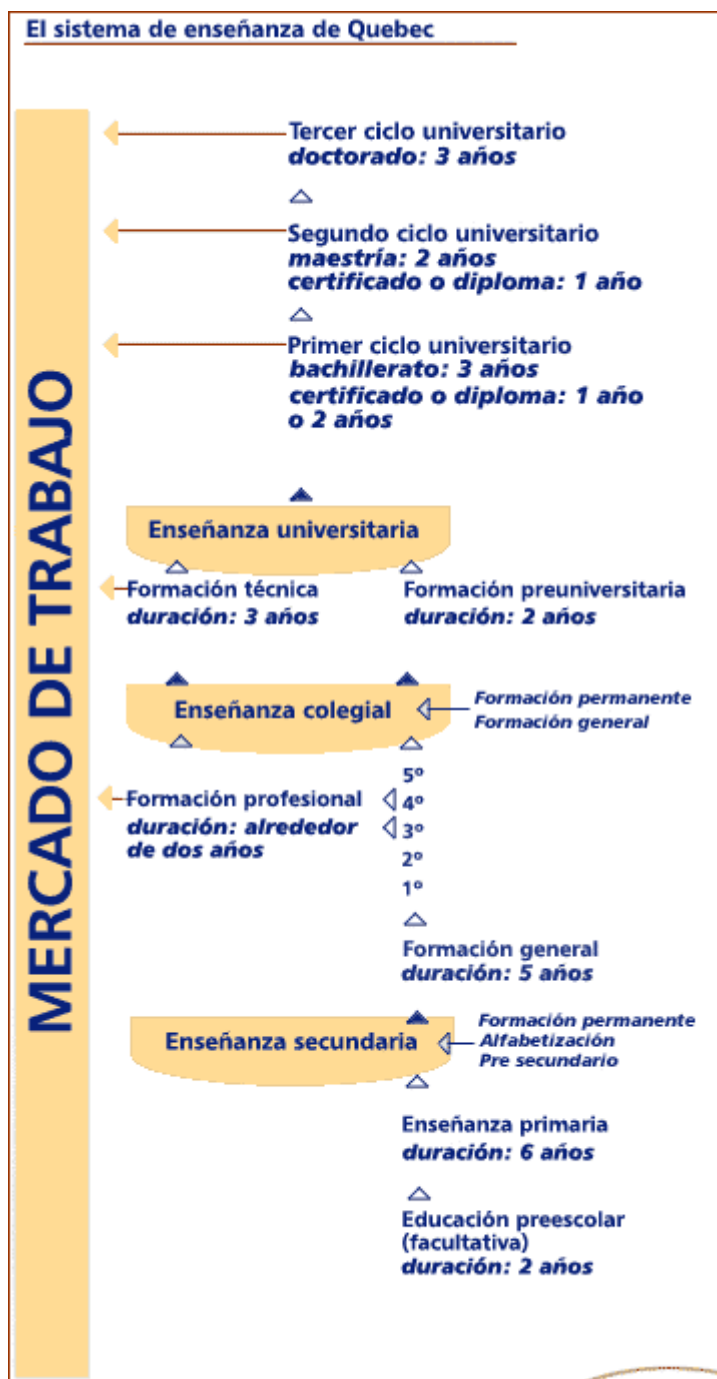 El sistema de enseñanza de Quebec
MERCADO DE TRABAJO
Tercer ciclo universitario
doctorado: 3 años
Segundo ciclo universitario
maestría: 2 años
certificado o diploma: 1 año
Primer ciclo universitario
bachillerato: 3 años
certificado o diploma: 1 año
o 2 años
Enseñanza universitaria
Formación técnica
duración: 3 años
Formación preuniversitaria
duración: 2 años
Enseñanza colegial
Formación permanente
Formación general
5º
4º
3º
2º
1º
Formación profesional
duración: alrededor
de dos años
Formación general
duración: 5 años
Enseñanza secundaria
Formación permanente
Alfabetización
Pre secundario
Enseñanza primaria
duración: 6 años
Educación preescolar
(facultativa)
duración: 2 años